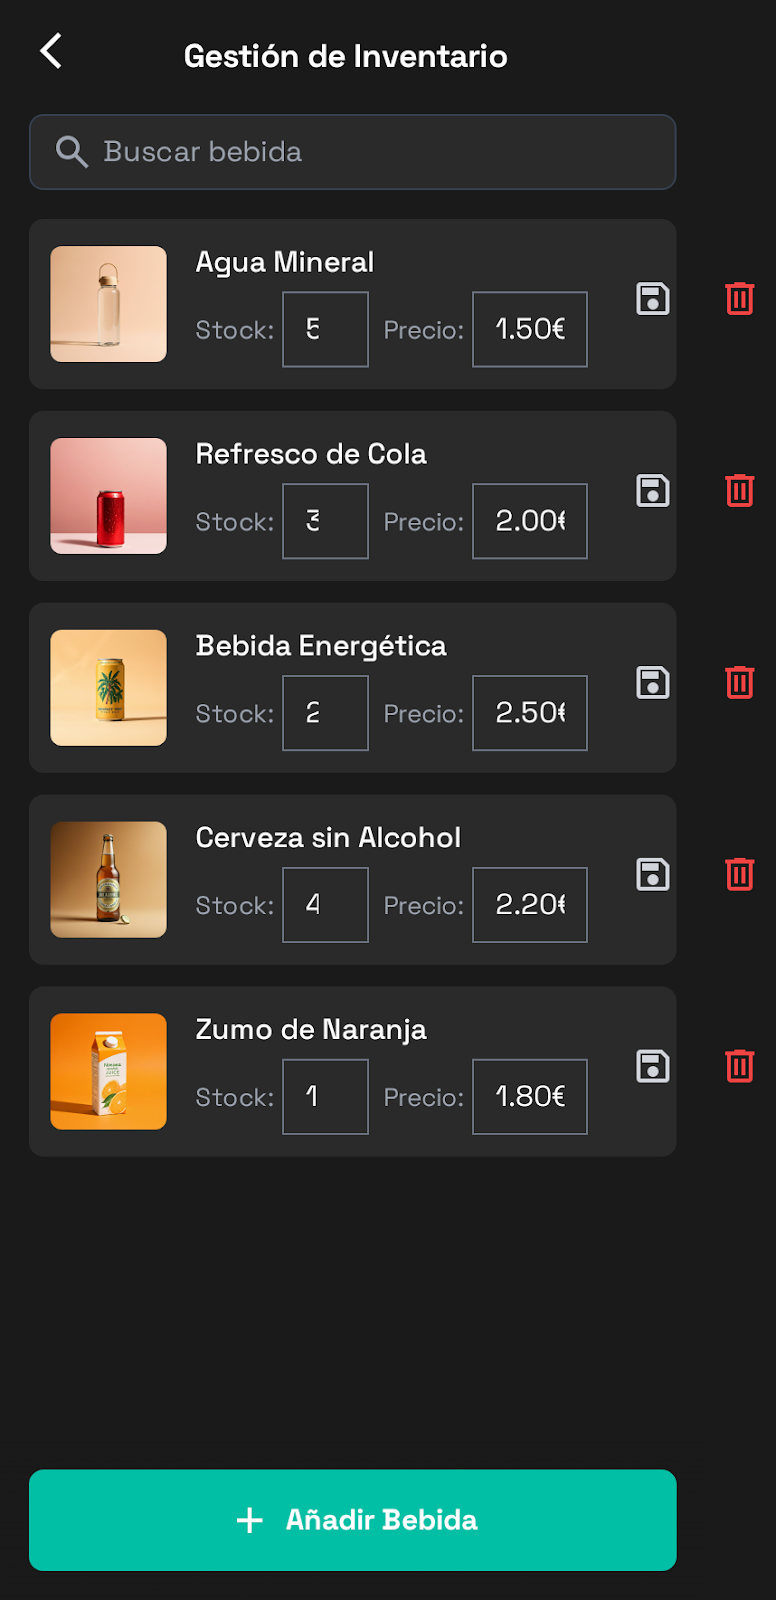 Gestión de Inventario
Buscar bebida
Agua Mineral
Stock: 5 Precio: 1.50€
Refresco de Cola
Stock: 3 Precio: 2.00€
Bebida Energética
Stock: 2 Precio: 2.50€
Cerveza sin Alcohol
Stock: 4 Precio: 2.20€
Zumo de Naranja
JUICE
Stock: 1 Precio: 1.80€
+ Añadir Bebida